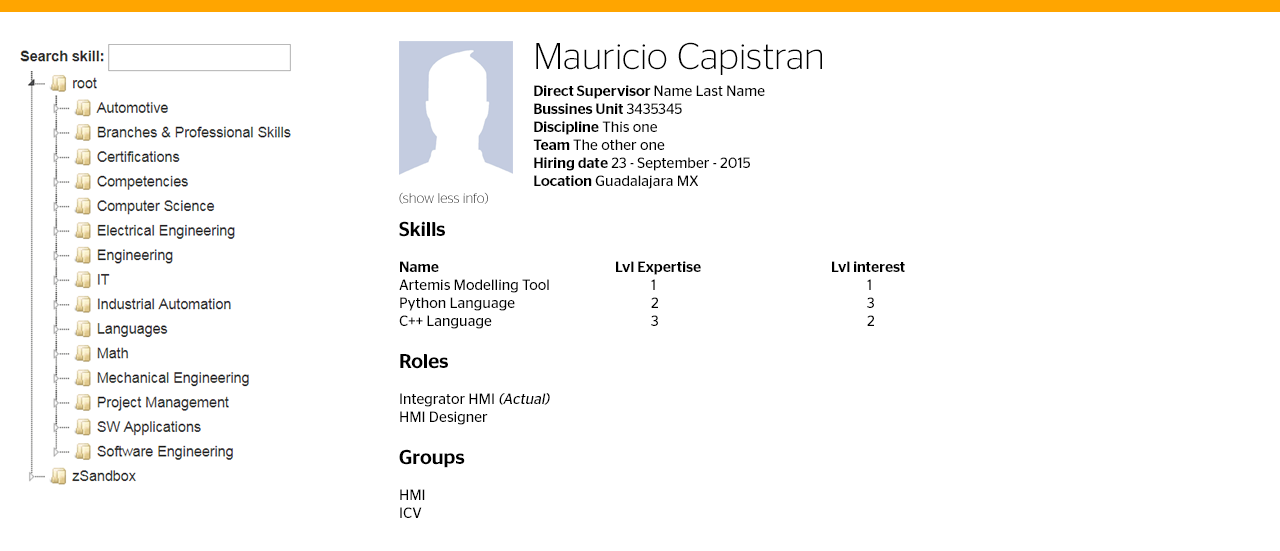 Search skill:
root
Automotive
Branches & Professional Skills
Certifications
Competencies
Computer Science
Electrical Engineering
Engineering
IT
Industrial Automation
Languages
Math
Mechanical Engineering
Project Management
SW Applications
Software Engineering
zSandbox
Mauricio Capistran
Direct Supervisor Name Last Name
Bussines Unit 3435345
Discipline This one
Team The other one
Hiring date 23 - September - 2015
Location Guadalajara MX
(show less info)
Skills
Name Lvl Expertise Lvl interest
Artemis Modelling Tool 1 1
Python Language 2 3
C++ Language 3 2
Roles
Integrator HMI (Actual)
HMI Designer
Groups
HMI
ICV